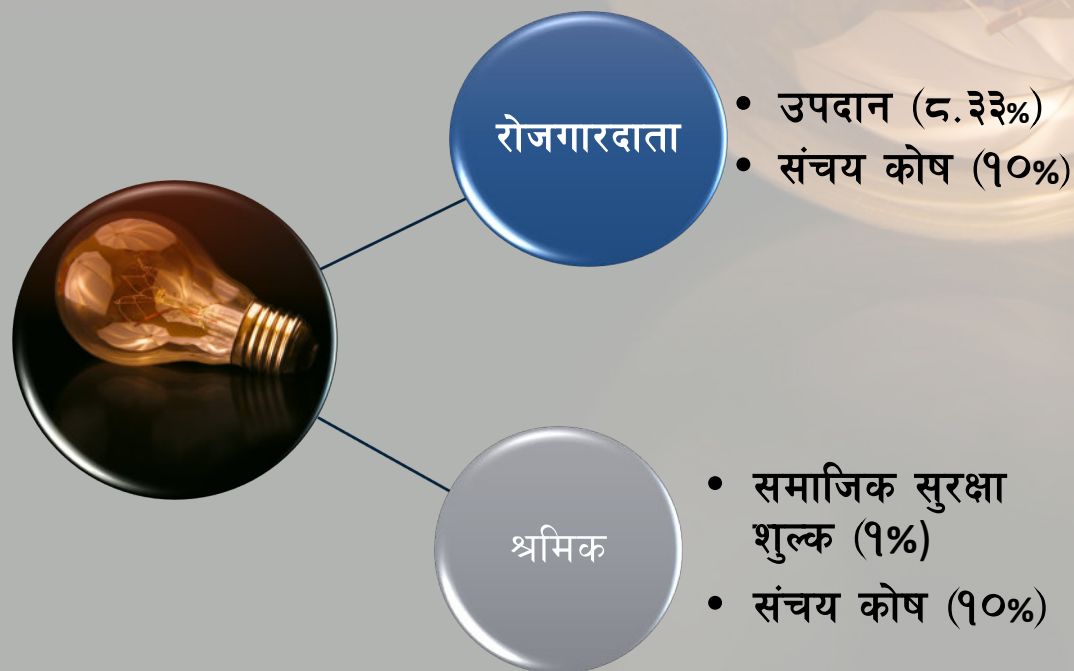 रोजगारदाता
• उपदान (८.३३%)
• संचय कोष (१०%)
श्रमिक
• समाजिक सुरक्षा
शुल्क (१%)
• संचय कोष (१०%)